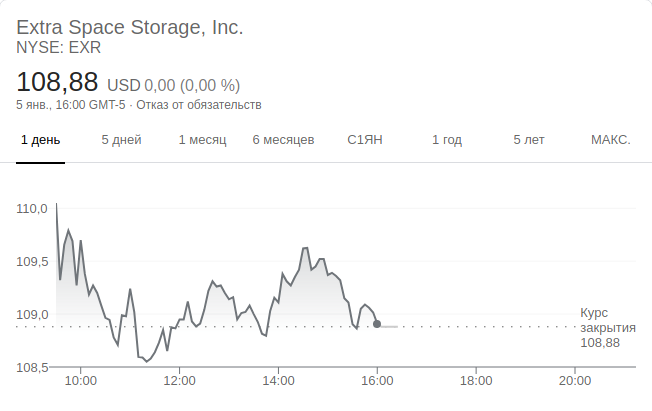 Extra Space Storage, Inc.
NYSE: EXR
108,88 USD 0,00 (0,00 %)
5 янв., 16:00 GMT-5 · Отказ от обязательств
1 день 5 дней 1 месяц 6 месяцев С1ЯН 1 год 5 лет МАКС.
110,0
109,5
109,0
108,5
Курс
закрытия
108,88
10:00 12:00 14:00 16:00 18:00 20:00